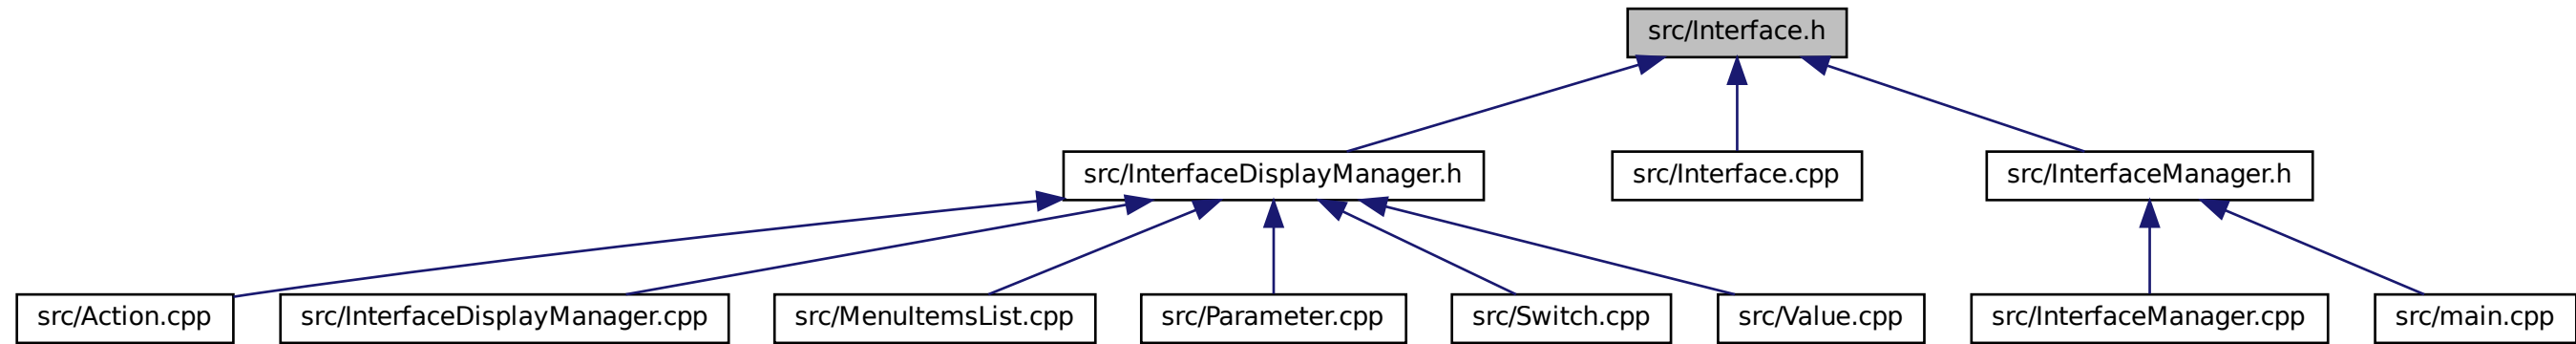 src/Interface.h
src/InterfaceDisplayManager.h
src/Interface.cpp
src/InterfaceManager.h
src/Action.cpp
src/InterfaceDisplayManager.cpp
src/MenuItemsList.cpp
src/Parameter.cpp
src/Switch.cpp
src/Value.cpp
src/InterfaceManager.cpp
src/main.cpp